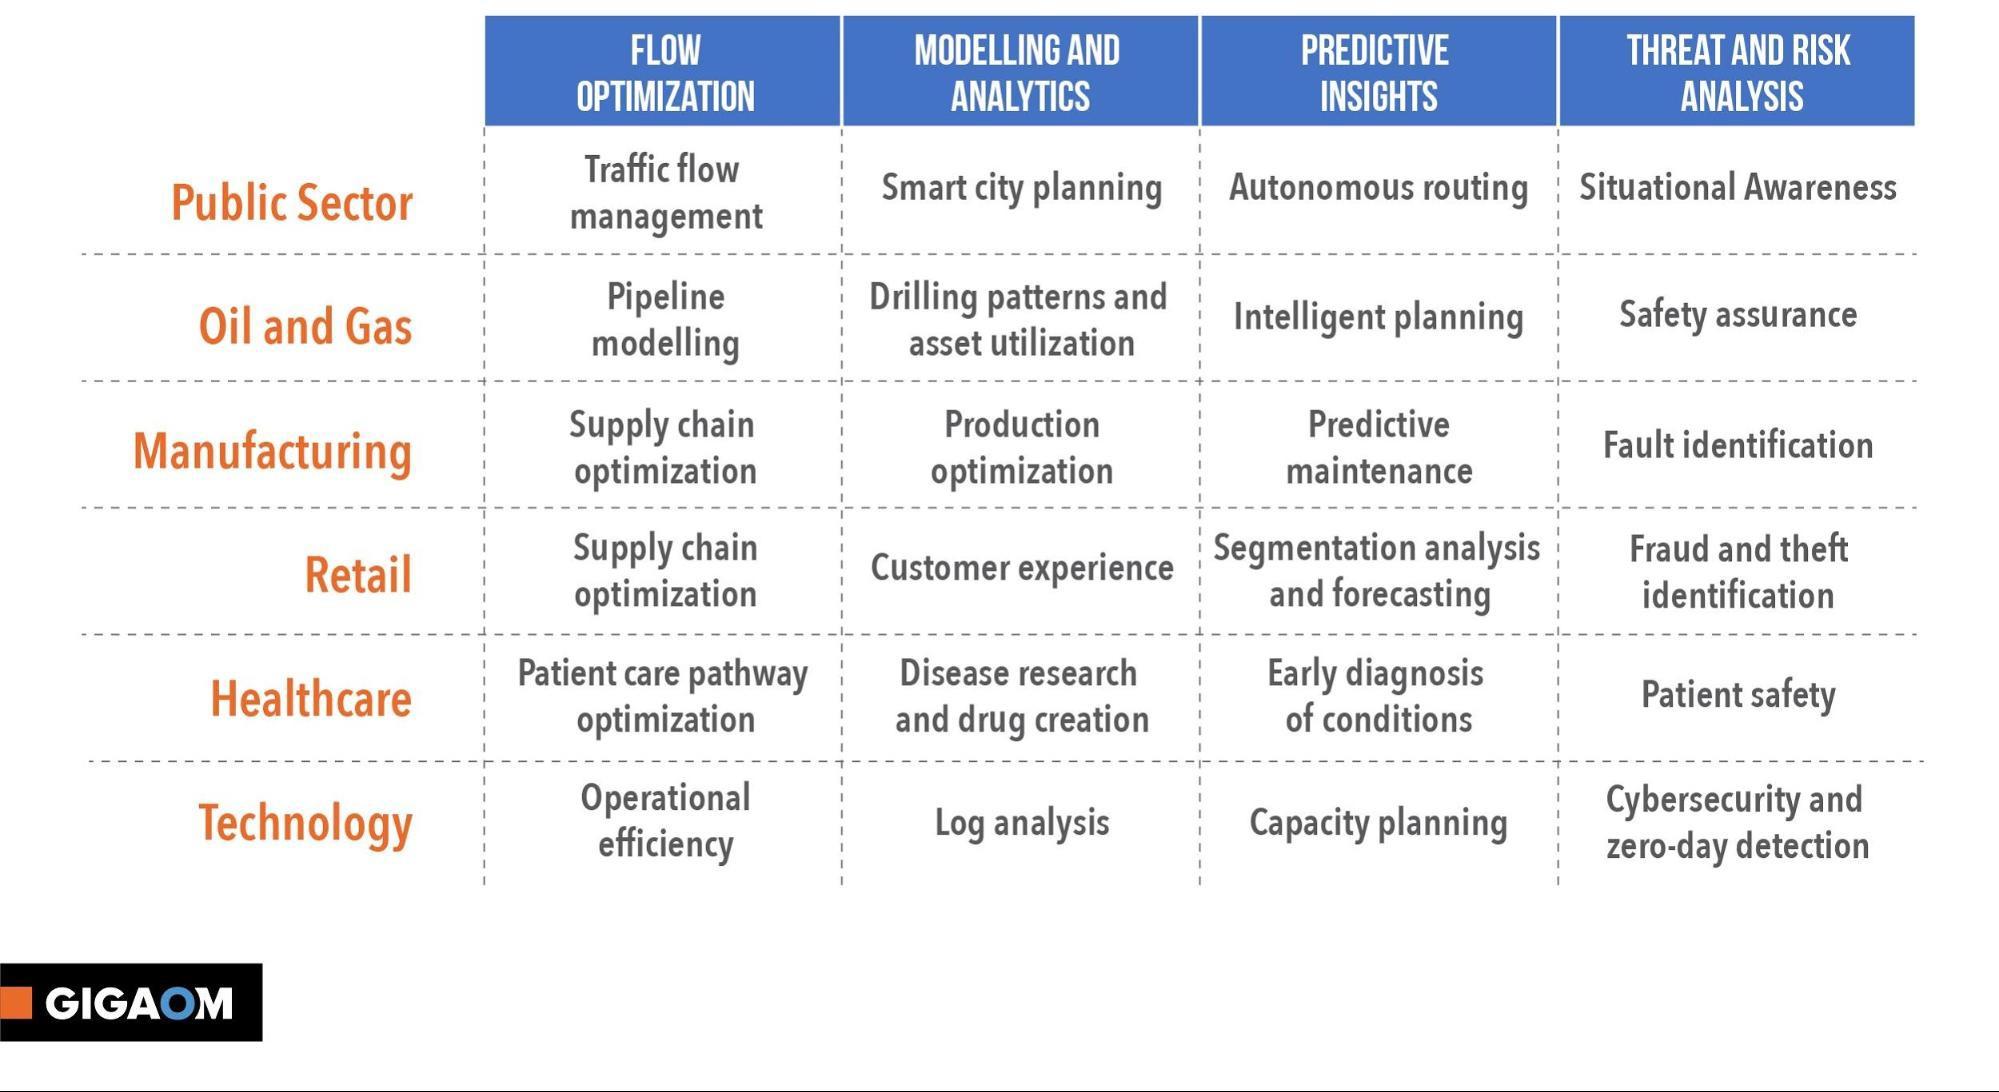 FLOW
OPTIMIZATION
MODELLING AND
ANALYTICS
PREDICTIVE
INSIGHTS
THREAT AND RISK
ANALYSIS
Public Sector
Traffic flow
management
Smart city planning
Autonomous routing
Situational Awareness
Oil and Gas
Pipeline
modelling
Drilling patterns and
asset utilization
Intelligent planning
Safety assurance
Manufacturing
Supply chain
optimization
Production
optimization
Predictive
maintenance
Fault identification
Retail
Supply chain
optimization
Customer experience
Segmentation analysis
and forecasting
Fraud and theft
identification
Healthcare
Patient care pathway
optimization
Disease research
and drug creation
Early diagnosis
of conditions
Patient safety
Technology
Operational
efficiency
Log analysis
Capacity planning
Cybersecurity and
zero-day detection
GIGAOM